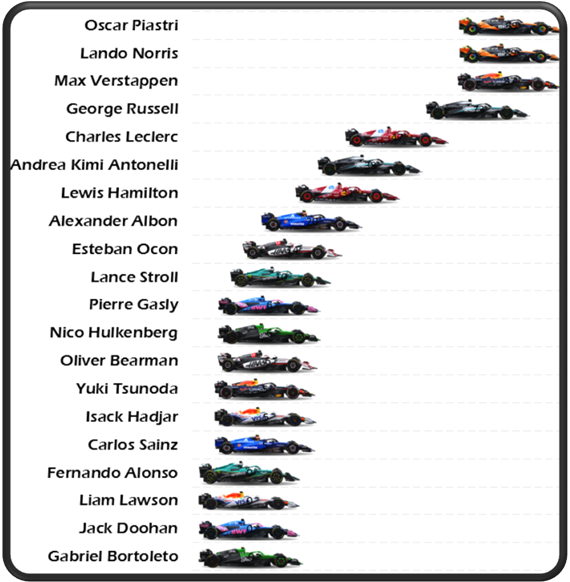 Oscar Piastri
Lando Norris
Max Verstappen
George Russell
Charles Leclerc
Andrea Kimi Antonelli
Lewis Hamilton
Alexander Albon
Esteban Ocon
Lance Stroll
Pierre Gasly
Nico Hulkenberg
Oliver Bearman
Yuki Tsunoda
Isack Hadjar
Carlos Sainz
Fernando Alonso
Liam Lawson
Jack Doohan
Gabriel Bortoleto